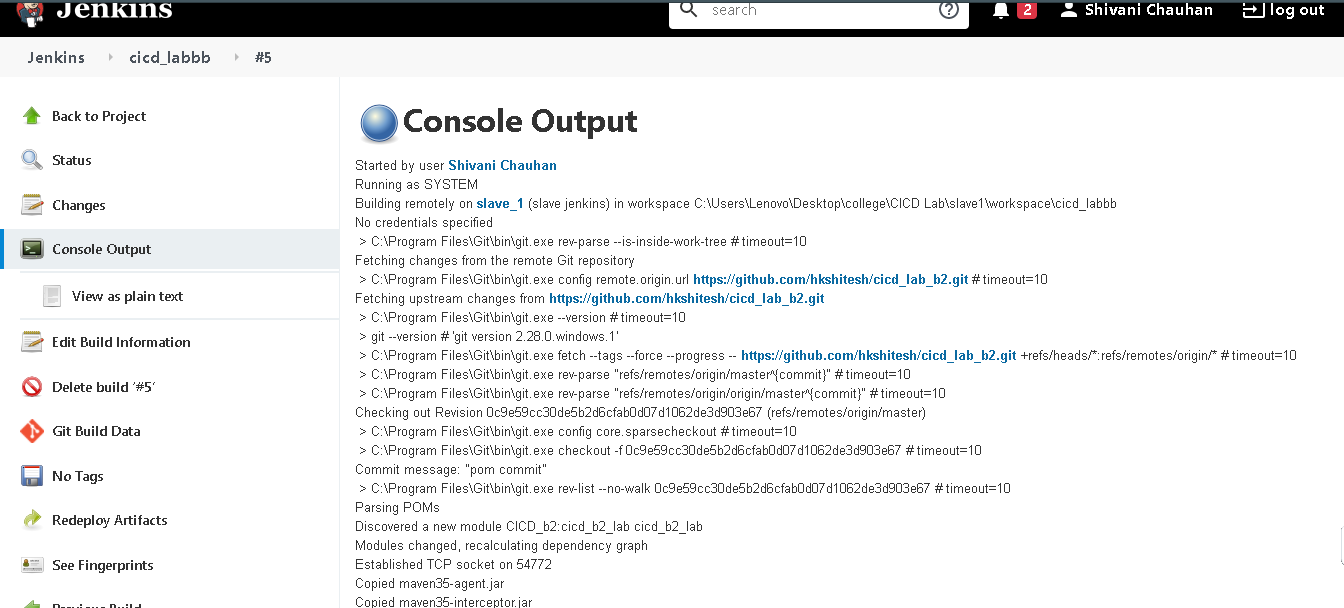 Jenkins
search
2
Shivani Chauhan
log out
Jenkins
cicd_labbb
#5
Back to Project
Status
Changes
Console Output
View as plain text
Edit Build Information
Delete build ‘#5’
Git Build Data
No Tags
Redeploy Artifacts
See Fingerprints
Previous Build
Console Output
Started by user Shivani Chauhan
Running as SYSTEM
Building remotely on slave_1 (slave jenkins) in workspace C:\Users\Lenovo\Desktop\college\CICD Lab\slave1\workspace\cicd_labbb
No credentials specified
> C:\Program Files\Git\bin\git.exe rev-parse --is-inside-work-tree # timeout=10
Fetching changes from the remote Git repository
> C:\Program Files\Git\bin\git.exe config remote.origin.url https://github.com/hkshitesh/cicd_lab_b2.git # timeout=10
Fetching upstream changes from https://github.com/hkshitesh/cicd_lab_b2.git
> C:\Program Files\Git\bin\git.exe --version # timeout=10
> git --version # 'git version 2.28.0.windows.1'
> C:\Program Files\Git\bin\git.exe fetch --tags --force --progress -- https://github.com/hkshitesh/cicd_lab_b2.git +refs/heads/*:refs/remotes/origin/* # timeout=10
> C:\Program Files\Git\bin\git.exe rev-parse "refs/remotes/origin/master^{commit}" # timeout=10
> C:\Program Files\Git\bin\git.exe rev-parse "refs/remotes/origin/origin/master^{commit}" # timeout=10
Checking out Revision 0c9e59cc30de5b2d6cfab0d07d1062de3d903e67 (refs/remotes/origin/master)
> C:\Program Files\Git\bin\git.exe config core.sparsecheckout # timeout=10
> C:\Program Files\Git\bin\git.exe checkout -f 0c9e59cc30de5b2d6cfab0d07d1062de3d903e67 # timeout=10
Commit message: "pom commit"
> C:\Program Files\Git\bin\git.exe rev-list --no-walk 0c9e59cc30de5b2d6cfab0d07d1062de3d903e67 # timeout=10
Parsing POMs
Discovered a new module CICD_b2:cicd_b2_lab cicd_b2_lab
Modules changed, recalculating dependency graph
Established TCP socket on 54772
Copied maven35-agent.jar
Copied maven35-interceptor.jar